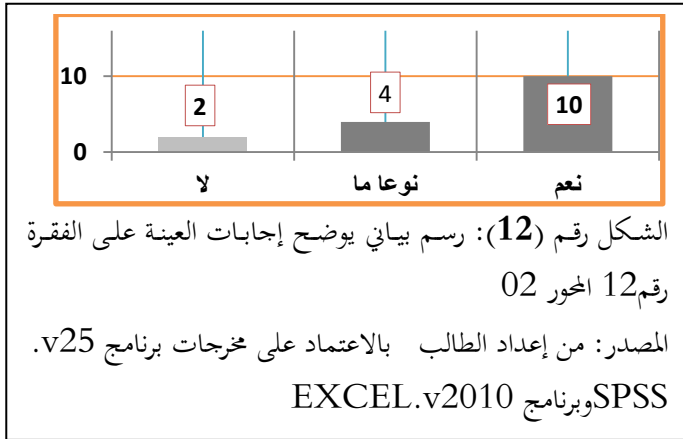 10
2
4
10
0
لا
نوعا ما
نعم
الشكل رقم (12): رسم بياني يوضح إجابات العينة على الفقرة
رقم12 المحور 02
المصدر: من إعداد الطالب بالاعتماد على مخرجات برنامج v25.
SPSSوبرنامج EXCEL.v2010